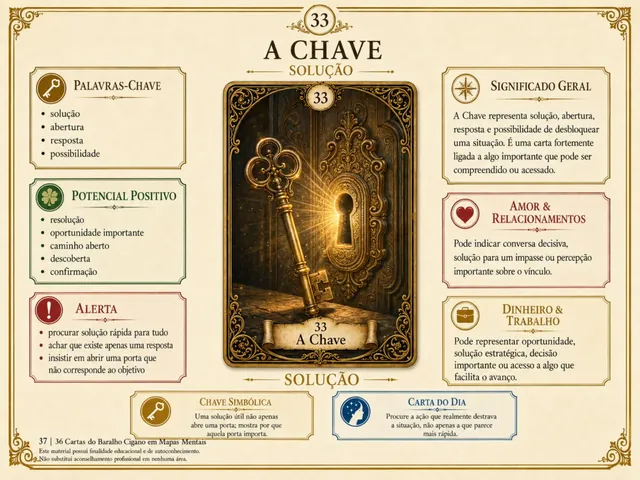 33
A CHAVE
SOLUÇÃO
PALAVRAS-CHAVE
• solução
• abertura
• resposta
• possibilidade
POTENCIAL POSITIVO
• resolução
• oportunidade importante
• caminho aberto
• descoberta
• confirmação
ALERTA
• procurar solução rápida para tudo
• achar que existe apenas uma resposta
• insistir em abrir uma porta que
não corresponde ao objetivo
33
33
A Chave
SOLUÇÃO
SIGNIFICADO GERAL
A Chave representa solução, abertura,
resposta e possibilidade de desbloquear
uma situação. É uma carta fortemente
ligada a algo importante que pode ser
compreendido ou acessado.
AMOR &
RELACIONAMENTOS
Pode indicar conversa decisiva,
solução para um impasse ou percepção
importante sobre o vínculo.
DINHEIRO &
TRABALHO
Pode representar oportunidade,
solução estratégica, decisão
importante ou acesso a algo que
facilita o avanço.
CHAVE SIMBÓLICA
Uma solução útil não apenas
abre uma porta; mostra por que
aquela porta importa.
CARTA DO DIA
Procure a ação que realmente destrava
a situação, não apenas a que parece
mais rápida.
37 | 36 Cartas do Baralho Cigano em Mapas Mentais
Este material possui finalidade educacional e de autoconhecimento.
Não substitui aconselhamento profissional em nenhuma área.